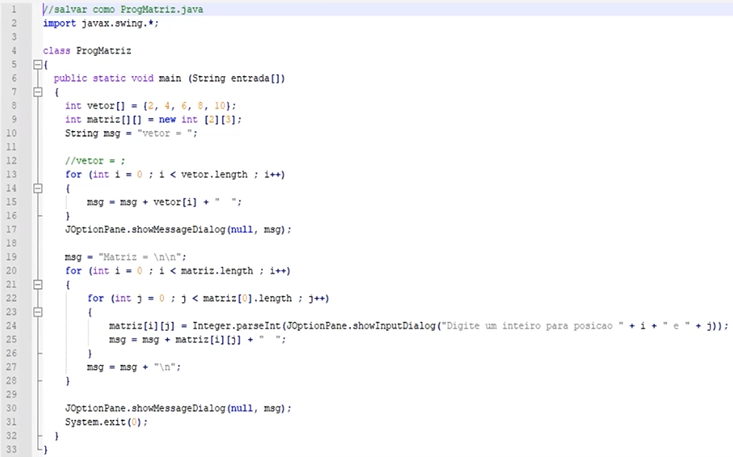 1 //salvar como ProgMatriz.java
2 import javax.swing.*;
3
4 class ProgMatriz
5 {
6 public static void main (String entrada[])
7 {
8 int vetor[] = {2, 4, 6, 8, 10};
9 int matriz[][] = new int [2][3];
10 String msg = "vetor = ";
11
12 //vetor = ;
13 for (int i = 0 ; i < vetor.length ; i++)
14 {
15 msg = msg + vetor[i] + "  ";
16 }
17 JOptionPane.showMessageDialog(null, msg);
18
19 msg = "Matriz = \n\n";
20 for (int i = 0 ; i < matriz.length ; i++)
21 {
22 for (int j = 0 ; j < matriz[0].length ; j++)
23 {
24 matriz[i][j] = Integer.parseInt(JOptionPane.showInputDialog("Digite um inteiro para posicao " + i + " e " + j));
25 msg = msg + matriz[i][j] + "  ";
26 }
27 msg = msg + "\n";
28 }
29
30 JOptionPane.showMessageDialog(null, msg);
31 System.exit(0);
32 }
33 }